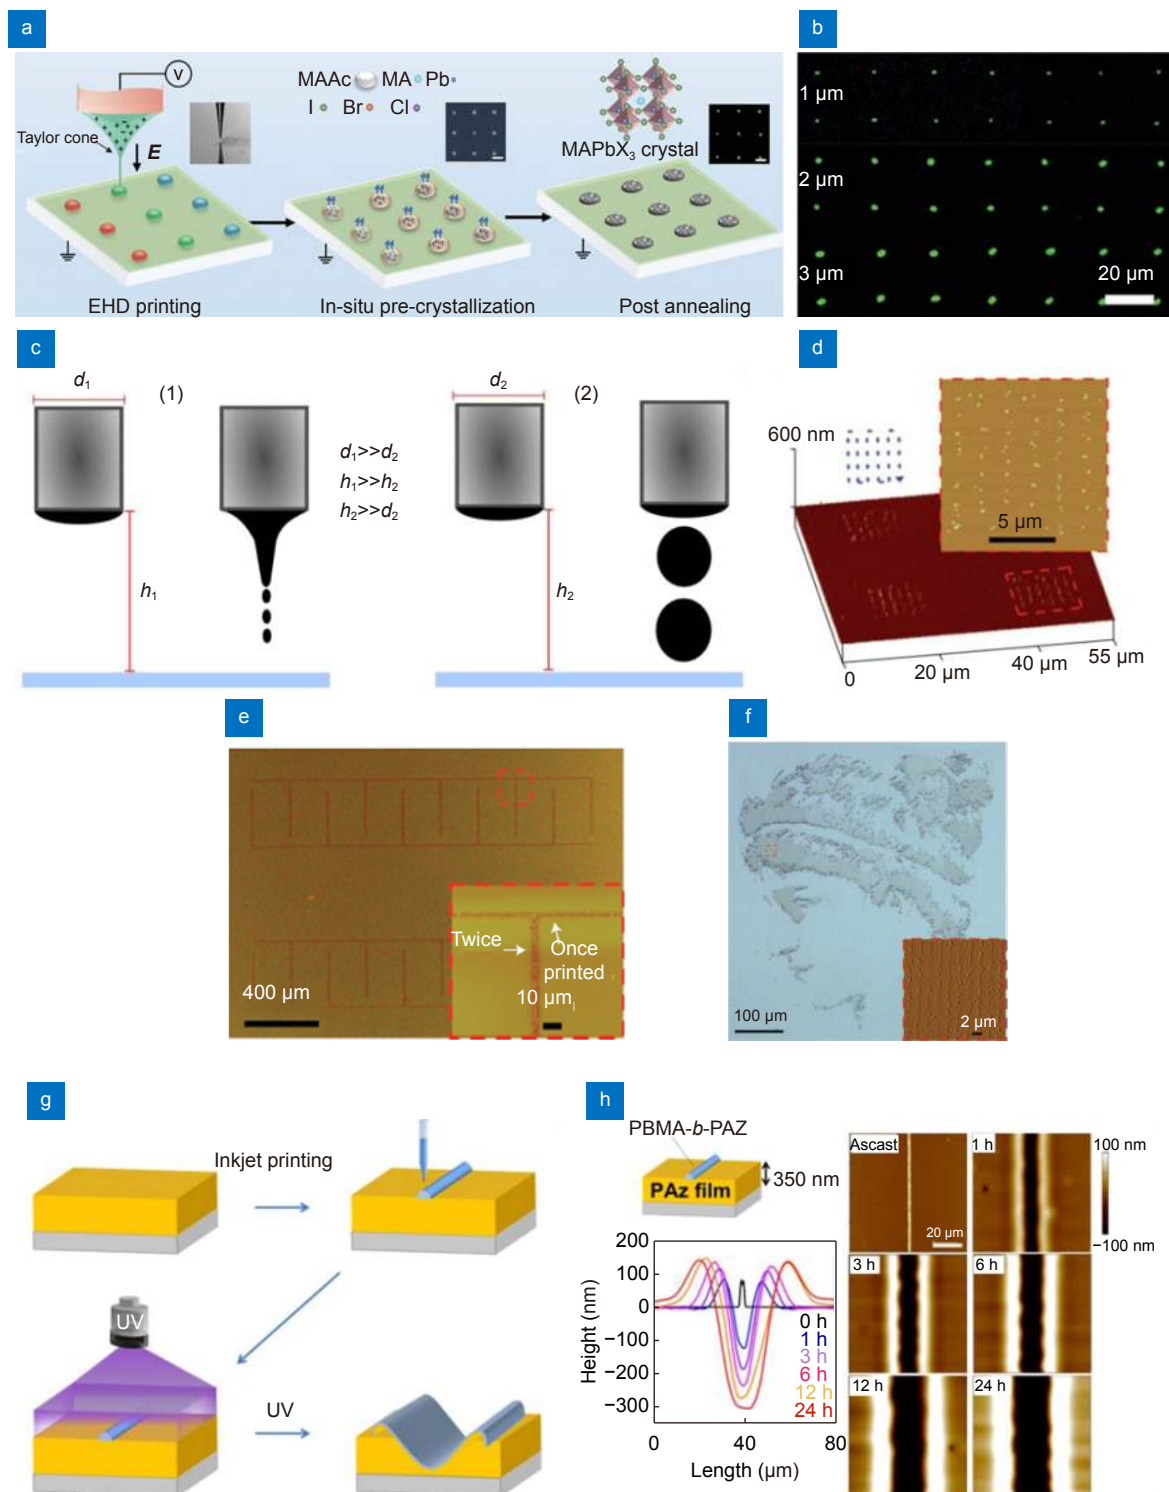 a
V
MAAc MA Pb
I Br Cl
Taylor cone
E
MAPbX₃ crystal
EHD printing
In-situ pre-crystallization
Post annealing
b
1 μm
2 μm
3 μm
20 μm
c
d₁
(1)
d₂
(2)
d₁>>d₂
h₁>>h₂
h₂>>d₂
h₁
h₂
d
600 nm
5 μm
0
20 μm
40 μm
55 μm
e
Twice
Once
printed
10 μm
400 μm
f
100 μm
2 μm
g
Inkjet printing
UV
UV
h
PBMA-b-PAZ
PAz film
350 nm
200
100
0
−100
−200
−300
Height (nm)
0 h
1 h
3 h
6 h
12 h
24 h
0
40
80
Length (μm)
Ascast
20 μm
1 h
100 nm
−100 nm
3 h
6 h
12 h
24 h